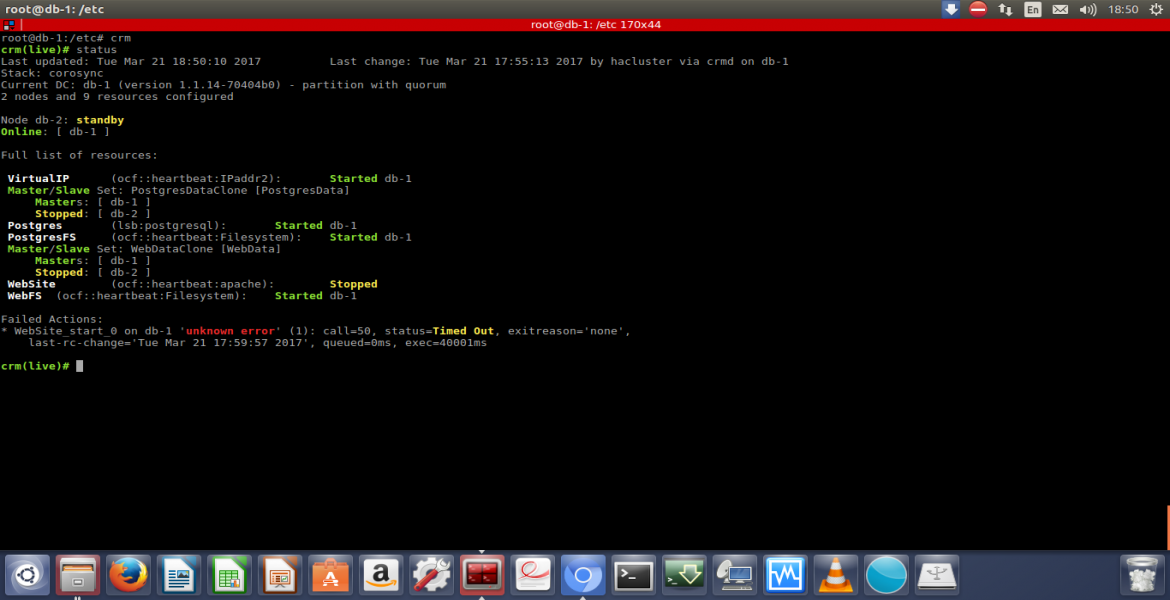 root@db-1: /etc
En
18:50
root@db-1: /etc 170x44
root@db-1:/etc# crm
crm(live)# status
Last updated: Tue Mar 21 18:50:10 2017          Last change: Tue Mar 21 17:55:13 2017 by hacluster via crmd on db-1
Stack: corosync
Current DC: db-1 (version 1.1.14-70404b0) - partition with quorum
2 nodes and 9 resources configured
Node db-2: standby
Online: [ db-1 ]
Full list of resources:
 VirtualIP      (ocf::heartbeat:IPaddr2):       Started db-1
 Master/Slave Set: PostgresDataClone [PostgresData]
     Masters: [ db-1 ]
     Stopped: [ db-2 ]
 Postgres       (lsb:postgresql):       Started db-1
 PostgresFS     (ocf::heartbeat:Filesystem):    Started db-1
 Master/Slave Set: WebDataClone [WebData]
     Masters: [ db-1 ]
     Stopped: [ db-2 ]
 WebSite        (ocf::heartbeat:apache):        Stopped
 WebFS  (ocf::heartbeat:Filesystem):    Started db-1
Failed Actions:
* WebSite_start_0 on db-1 'unknown error' (1): call=50, status=Timed Out, exitreason='none',
    last-rc-change='Tue Mar 21 17:59:57 2017', queued=0ms, exec=40001ms
crm(live)#